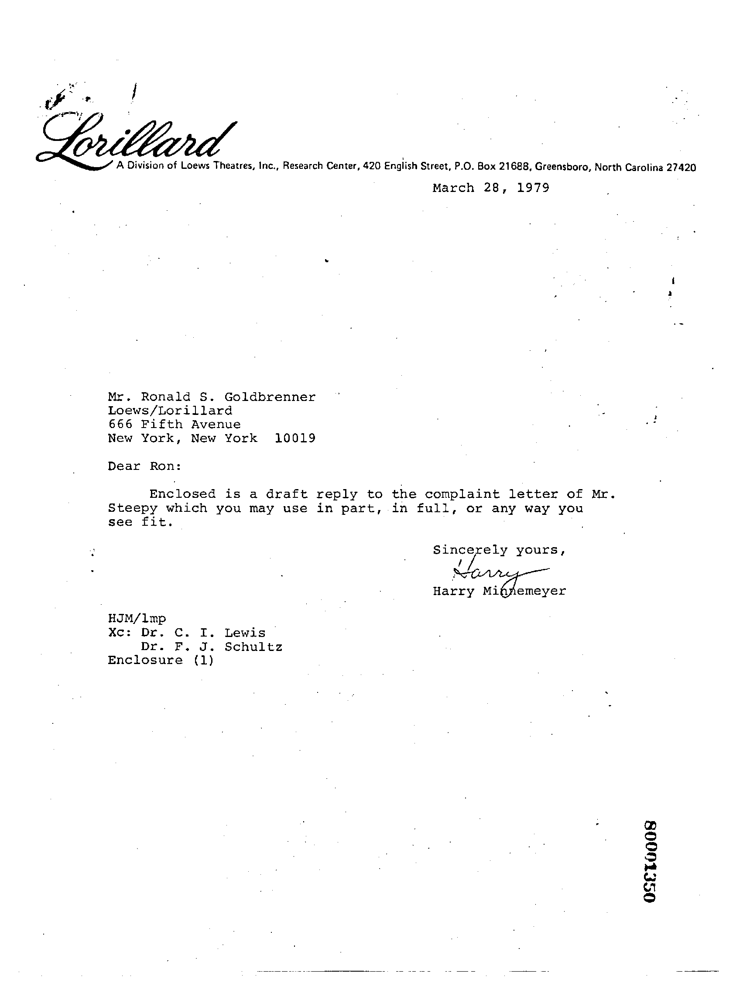 Lorillard
A Division of Loews Theatres, Inc., Research Center, 420 English Street, P.O. Box 21688, Greensboro, North Carolina 27420
March 28, 1979
Mr. Ronald S. Goldbrenner
Loews/Lorillard
666 Fifth Avenue
New York, New York 10019
Dear Ron:
Enclosed is a draft reply to the complaint letter of Mr.
Steepy which you may use in part, in full, or any way you
see fit.
Sincerely yours,
Harry
Harry Minnemeyer
HJM/lmp
Xc: Dr. C. I. Lewis
Dr. F. J. Schultz
Enclosure (1)
80001350